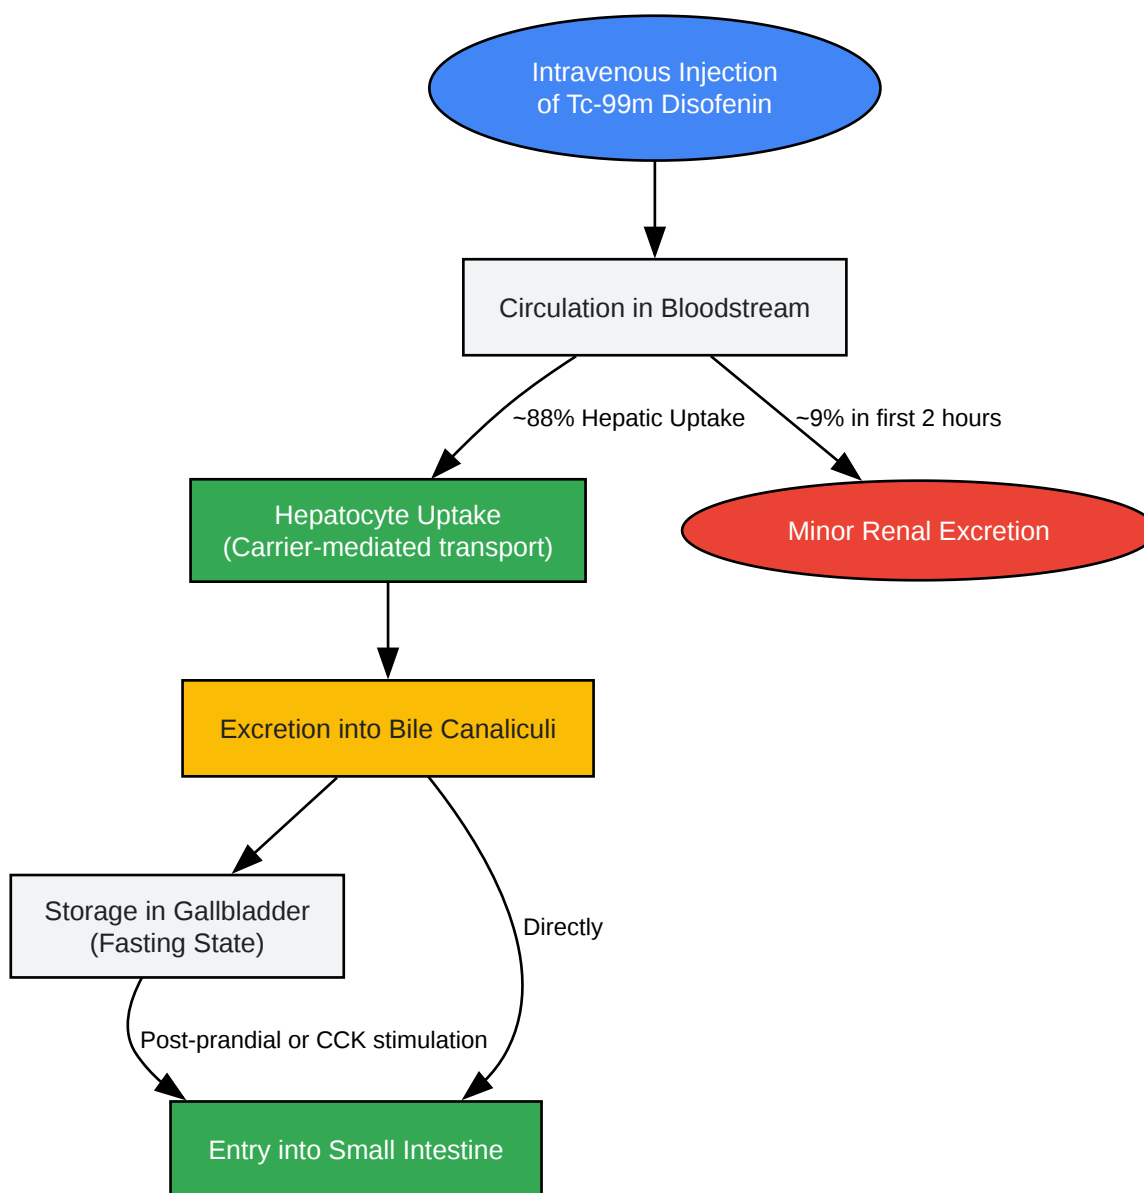 Intravenous Injection
of Tc-99m Disofenin
Circulation in Bloodstream
~88% Hepatic Uptake
~9% in first 2 hours
Hepatocyte Uptake
(Carrier-mediated transport)
Minor Renal Excretion
Excretion into Bile Canaliculi
Storage in Gallbladder
(Fasting State)
Directly
Post-prandial or CCK stimulation
Entry into Small Intestine